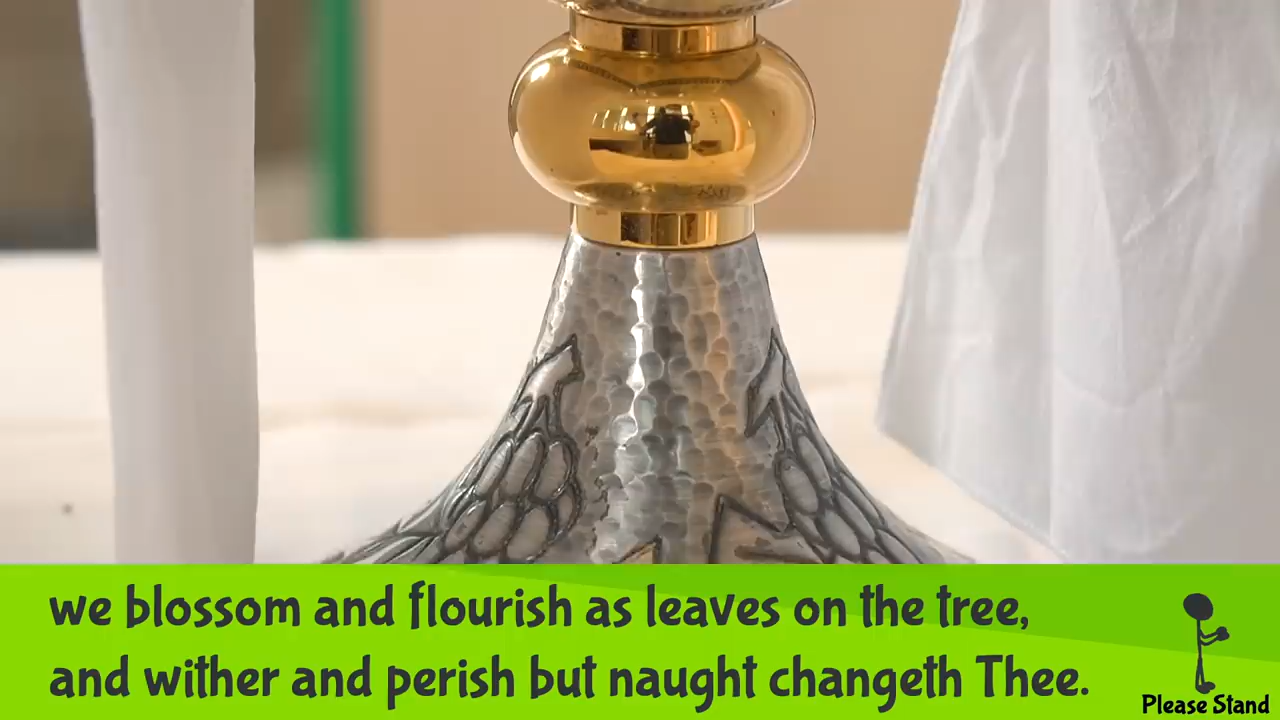 we blossom and flourish as leaves on the tree,
and wither and perish but naught changeth Thee.
Please Stand